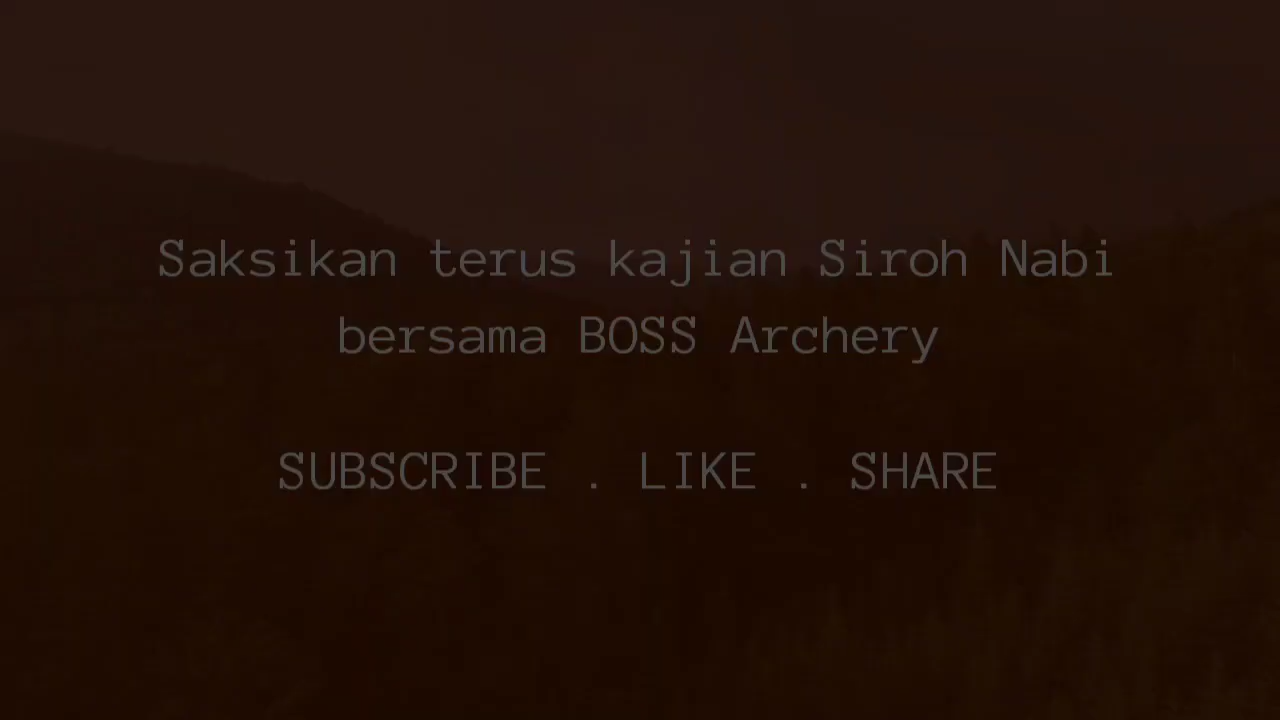 Saksikan terus kajian Siroh Nabi
bersama BOSS Archery
SUBSCRIBE . LIKE . SHARE